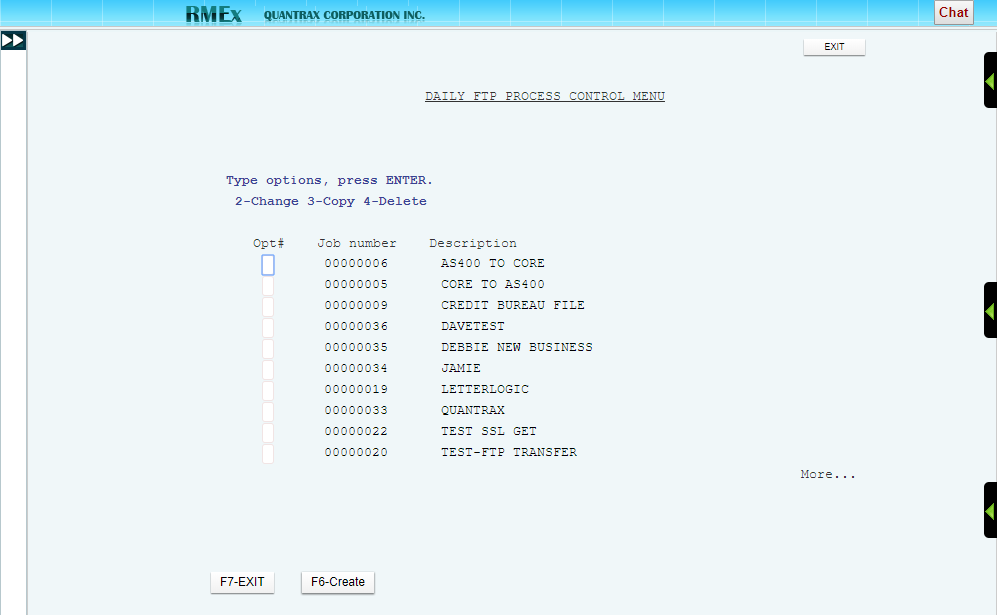 RMEx QUANTRAX CORPORATION INC. Chat
EXIT
DAILY FTP PROCESS CONTROL MENU
Type options, press ENTER.
2-Change 3-Copy 4-Delete
Opt# Job number Description
00000006 AS400 TO CORE
00000005 CORE TO AS400
00000009 CREDIT BUREAU FILE
00000036 DAVETEST
00000035 DEBBIE NEW BUSINESS
00000034 JAMIE
00000019 LETTERLOGIC
00000033 QUANTRAX
00000022 TEST SSL GET
00000020 TEST-FTP TRANSFER
More...
F7-EXIT F6-Create